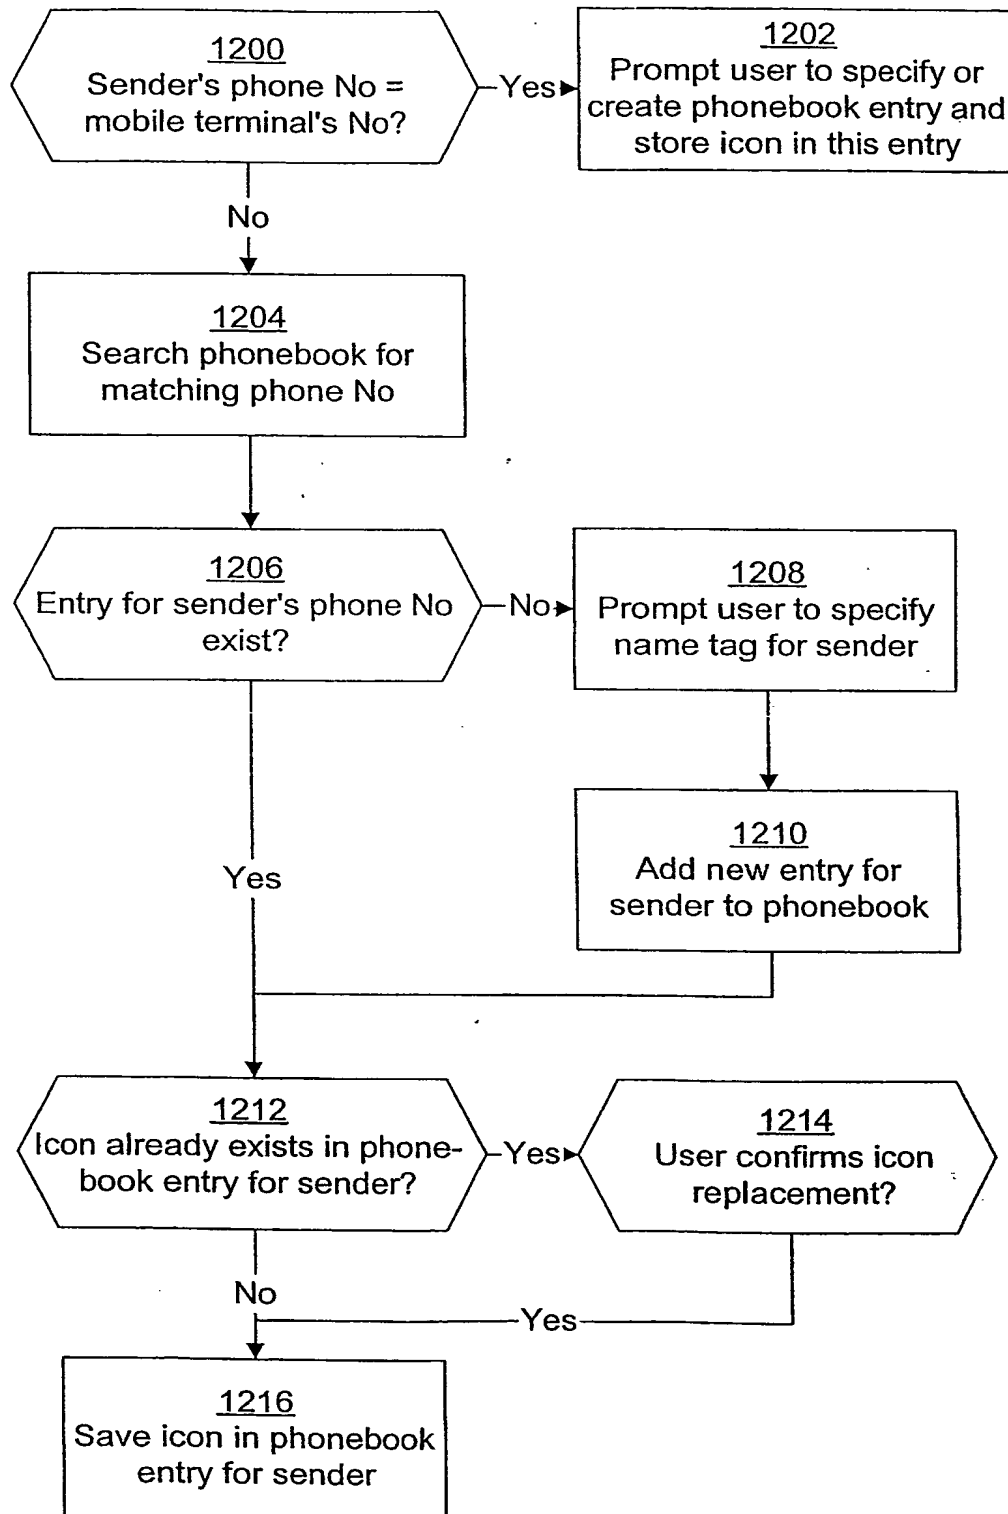 1200
Sender's phone No =
mobile terminal's No?
Yes
1202
Prompt user to specify or
create phonebook entry and
store icon in this entry
No
1204
Search phonebook for
matching phone No
1206
Entry for sender's phone No
exist?
No
1208
Prompt user to specify
name tag for sender
1210
Add new entry for
sender to phonebook
Yes
1212
Icon already exists in phone-
book entry for sender?
Yes
1214
User confirms icon
replacement?
No
Yes
1216
Save icon in phonebook
entry for sender